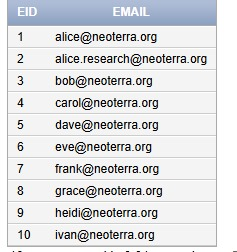 EID EMAIL
1 alice@neoterra.org
2 alice.research@neoterra.org
3 bob@neoterra.org
4 carol@neoterra.org
5 dave@neoterra.org
6 eve@neoterra.org
7 frank@neoterra.org
8 grace@neoterra.org
9 heidi@neoterra.org
10 ivan@neoterra.org